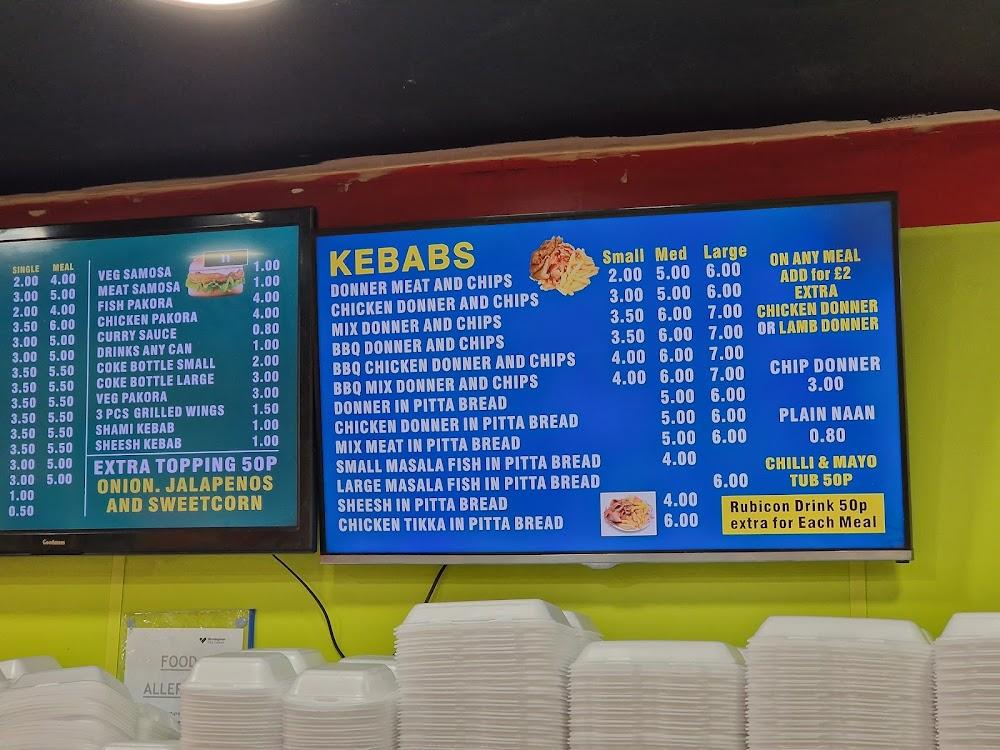 SINGLE MEAL
2.00 4.00
3.00 5.00
2.00 4.00
3.50 6.00
3.00 5.00
3.00 5.00
3.50 5.50
3.50 5.50
3.50 5.50
3.50 5.50
3.50 5.50
3.50 5.50
3.00 5.00
3.00 5.00
1.00
0.50
VEG SAMOSA 1.00
MEAT SAMOSA 1.00
FISH PAKORA 4.00
CHICKEN PAKORA 4.00
CURRY SAUCE 0.80
DRINKS ANY CAN 1.00
COKE BOTTLE SMALL 2.00
COKE BOTTLE LARGE 3.00
VEG PAKORA 3.00
3 PCS GRILLED WINGS 1.50
SHAMI KEBAB 1.00
SHEESH KEBAB 1.00
EXTRA TOPPING 50P
ONION. JALAPENOS
AND SWEETCORN
Goodmans
KEBABS Small Med Large
DONNER MEAT AND CHIPS 2.00 5.00 6.00
CHICKEN DONNER AND CHIPS 3.00 5.00 6.00
MIX DONNER AND CHIPS 3.50 6.00 7.00
BBQ DONNER AND CHIPS 3.50 6.00 7.00
BBQ CHICKEN DONNER AND CHIPS 4.00 6.00 7.00
BBQ MIX DONNER AND CHIPS 4.00 6.00 7.00
DONNER IN PITTA BREAD 5.00 6.00
CHICKEN DONNER IN PITTA BREAD 5.00 6.00
MIX MEAT IN PITTA BREAD 5.00 6.00
SMALL MASALA FISH IN PITTA BREAD 4.00
LARGE MASALA FISH IN PITTA BREAD 6.00
SHEESH IN PITTA BREAD 4.00
CHICKEN TIKKA IN PITTA BREAD 6.00
ON ANY MEAL
ADD for £2
EXTRA
CHICKEN DONNER
OR LAMB DONNER
CHIP DONNER
3.00
PLAIN NAAN
0.80
CHILLI & MAYO
TUB 50P
Rubicon Drink 50p
extra for Each Meal
FOOD